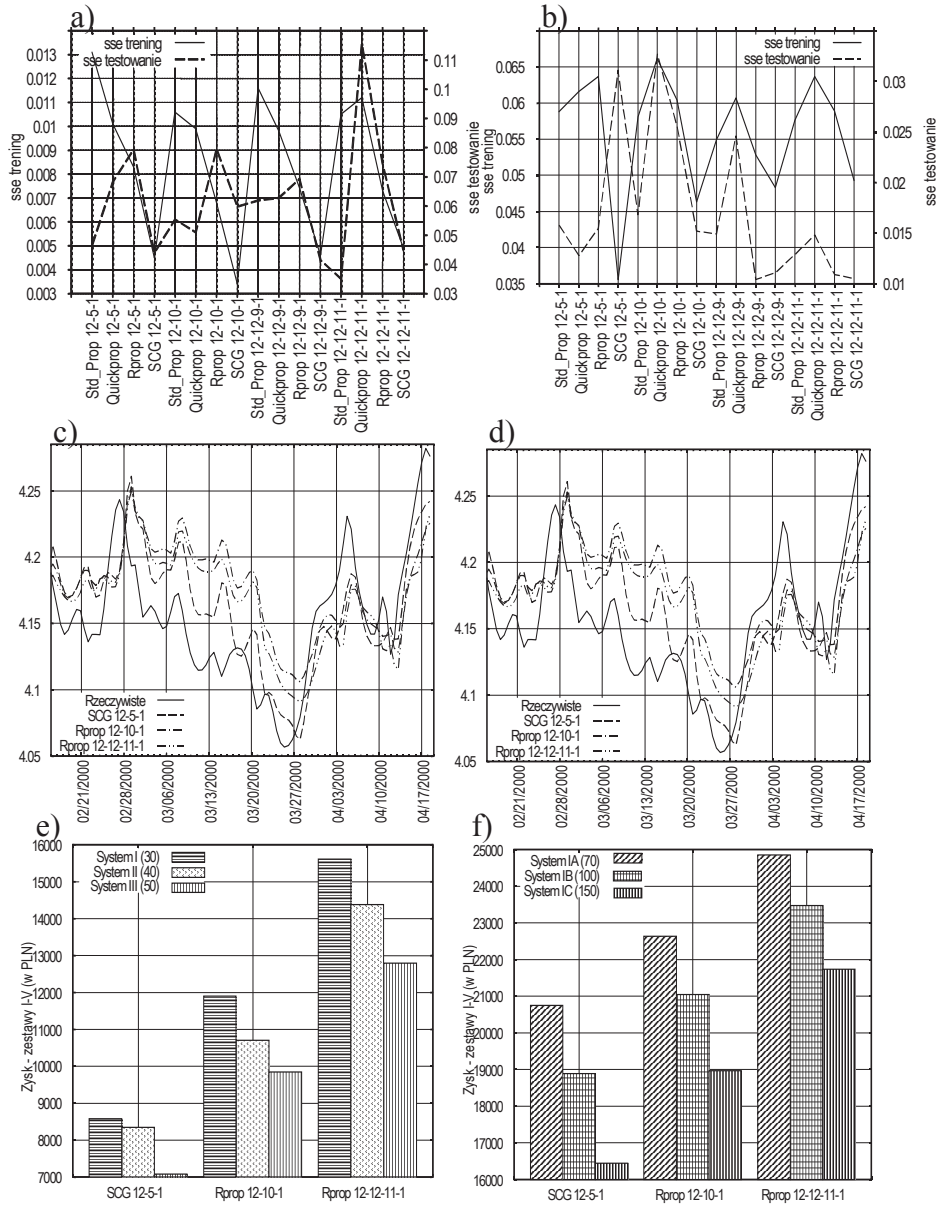 a)
sse trening
sse testowanie
0.013
0.012
0.011
0.01
0.009
0.008
0.007
0.006
0.005
0.004
0.003
0.11
0.1
0.09
0.08
0.07
0.06
0.05
0.04
0.03
sse testowanie
sse trening
Std_Prop 12-5-1
Quickprop 12-5-1
Rprop 12-5-1
SCG 12-5-1
Std_Prop 12-10-1
Quickprop 12-10-1
Rprop 12-10-1
SCG 12-10-1
Std_Prop 12-12-9-1
Quickprop 12-12-9-1
Rprop 12-12-9-1
SCG 12-12-9-1
Std_Prop 12-12-11-1
Quickprop 12-12-11-1
Rprop 12-12-11-1
SCG 12-12-11-1
b)
sse trening
sse testowanie
0.065
0.06
0.055
0.05
0.045
0.04
0.035
0.03
0.025
0.02
0.015
0.01
sse testowanie
Std_Prop 12-5-1
Quickprop 12-5-1
Rprop 12-5-1
SCG 12-5-1
Std_Prop 12-10-1
Quickprop 12-10-1
Rprop 12-10-1
SCG 12-10-1
Std_Prop 12-12-9-1
Quickprop 12-12-9-1
Rprop 12-12-9-1
SCG 12-12-9-1
Std_Prop 12-12-11-1
Quickprop 12-12-11-1
Rprop 12-12-11-1
SCG 12-12-11-1
c)
4.25
4.2
4.15
4.1
4.05
Rzeczywiste
SCG 12-5-1
Rprop 12-10-1
Rprop 12-12-11-1
02/21/2000
02/28/2000
03/06/2000
03/13/2000
03/20/2000
03/27/2000
04/03/2000
04/10/2000
04/17/2000
d)
4.25
4.2
4.15
4.1
4.05
Rzeczywiste
SCG 12-5-1
Rprop 12-10-1
Rprop 12-12-11-1
02/21/2000
02/28/2000
03/06/2000
03/13/2000
03/20/2000
03/27/2000
04/03/2000
04/10/2000
04/17/2000
e)
System I (30)
System II (40)
System III (50)
Zysk - zestawy I-V (w PLN)
16000
15000
14000
13000
12000
11000
10000
9000
8000
7000
SCG 12-5-1
Rprop 12-10-1
Rprop 12-12-11-1
f)
System IA (70)
System IB (100)
System IC (150)
Zysk - zestawy I-V (w PLN)
25000
24000
23000
22000
21000
20000
19000
18000
17000
16000
SCG 12-5-1
Rprop 12-10-1
Rprop 12-12-11-1